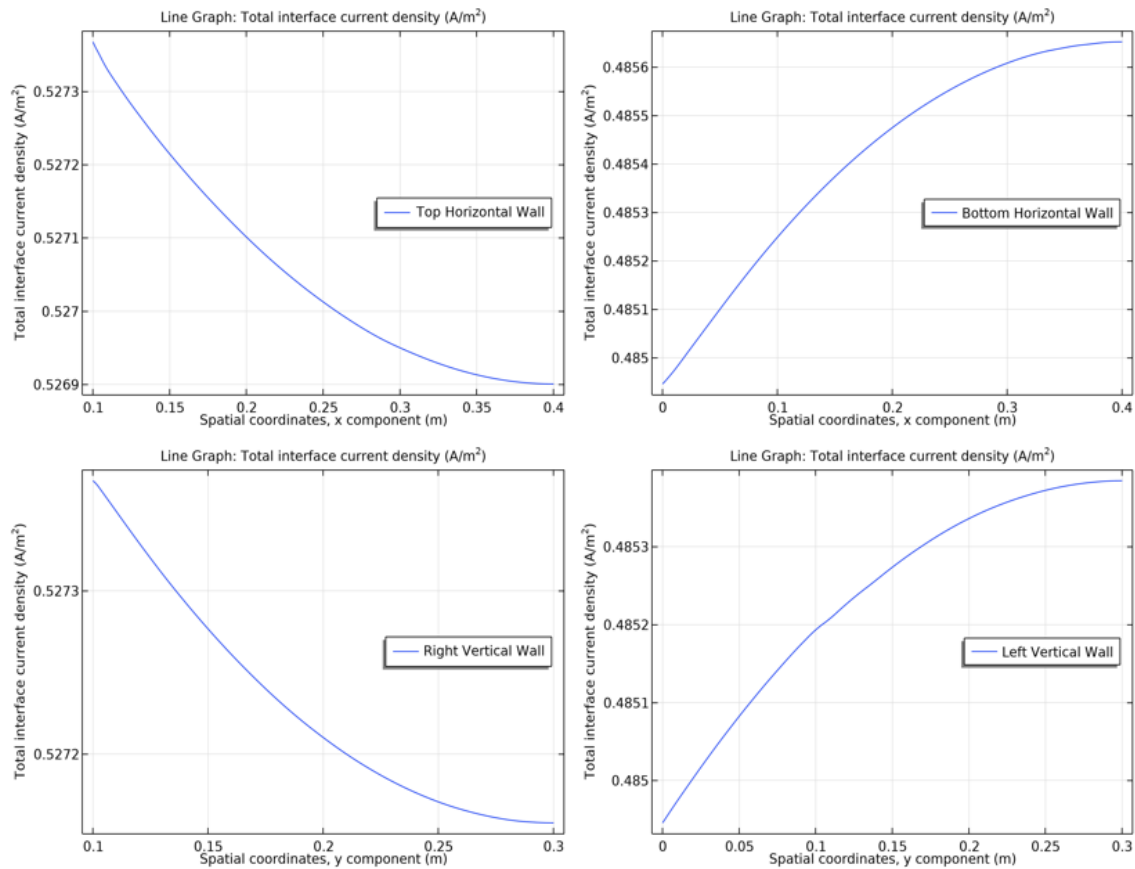 Line Graph: Total interface current density (A/m²)
Total interface current density (A/m²)
0.5273
0.5272
0.5271
0.527
0.5269
Top Horizontal Wall
0.1 0.15 0.2 0.25 0.3 0.35 0.4
Spatial coordinates, x component (m)
Line Graph: Total interface current density (A/m²)
Total interface current density (A/m²)
0.4856
0.4855
0.4854
0.4853
0.4852
0.4851
0.485
Bottom Horizontal Wall
0 0.1 0.2 0.3 0.4
Spatial coordinates, x component (m)
Line Graph: Total interface current density (A/m²)
Total interface current density (A/m²)
0.5273
0.5272
Right Vertical Wall
0.1 0.15 0.2 0.25 0.3
Spatial coordinates, y component (m)
Line Graph: Total interface current density (A/m²)
Total interface current density (A/m²)
0.4853
0.4852
0.4851
0.485
Left Vertical Wall
0 0.05 0.1 0.15 0.2 0.25 0.3
Spatial coordinates, y component (m)